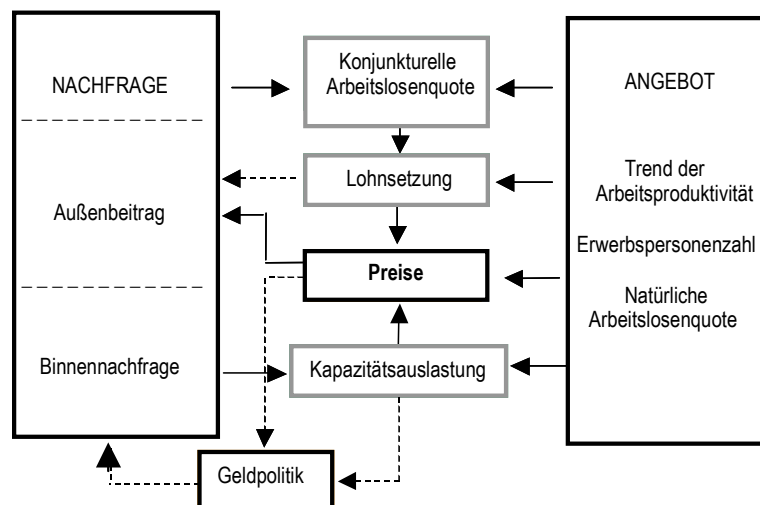 NACHFRAGE
Außenbeitrag
Binnennachfrage
Konjunkturelle
Arbeitslosenquote
Lohnsetzung
Preise
Kapazitätsauslastung
Geldpolitik
ANGEBOT
Trend der
Arbeitsproduktivität
Erwerbspersonenzahl
Natürliche
Arbeitslosenquote